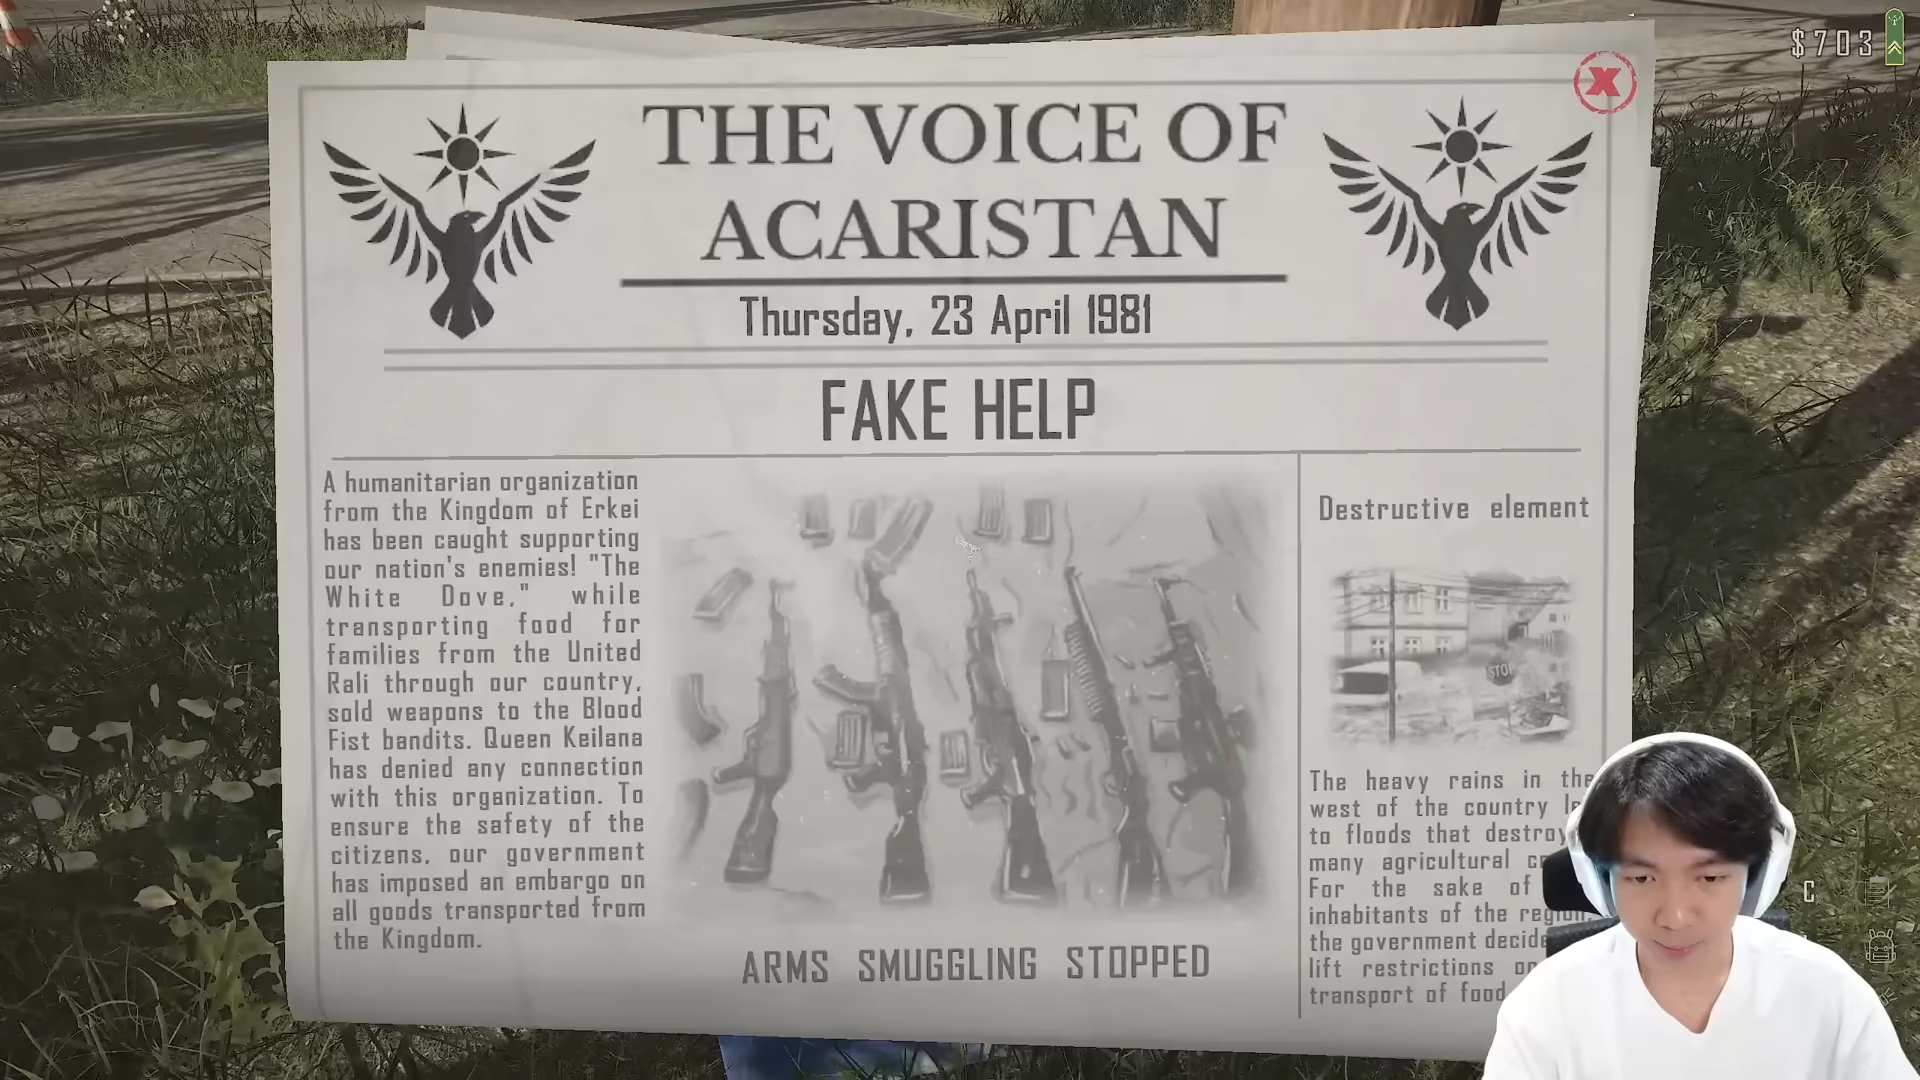 $703
X
THE VOICE OF
ACARISTAN
Thursday, 23 April 1981
FAKE HELP
A humanitarian organization
from the Kingdom of Erkei
has been caught supporting
our nation's enemies! "The
White Dove," while
transporting food for
families from the United
Rali through our country,
sold weapons to the Blood
Fist bandits. Queen Keilana
has denied any connection
with this organization. To
ensure the safety of the
citizens, our government
has imposed an embargo on
all goods transported from
the Kingdom.
ARMS SMUGGLING STOPPED
Destructive element
STOP
The heavy rains in the
west of the country
to floods that destroy
many agricultural
For the sake of
inhabitants of the region,
the government
lift restrictions
transport of food
C